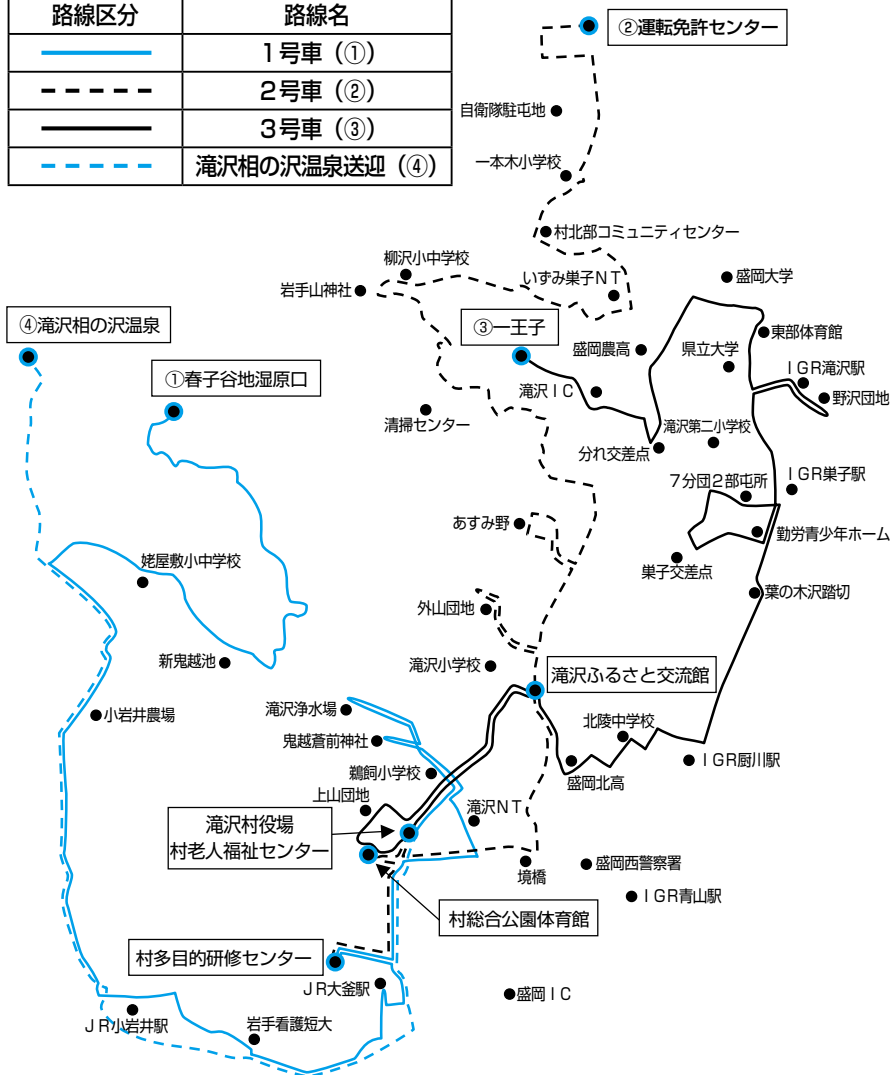 路線区分 路線名
1号車（①）
2号車（②）
3号車（③）
滝沢相の沢温泉送迎（④）
②運転免許センター
自衛隊駐屯地
一本木小学校
村北部コミュニティセンター
柳沢小中学校
いずみ巣子NT
盛岡大学
岩手山神社
④滝沢相の沢温泉
③一王子
盛岡農高
県立大学
東部体育館
①春子谷地湿原口
滝沢IC
IGR滝沢駅
野沢団地
清掃センター
分れ交差点
滝沢第二小学校
7分団2部屯所
IGR巣子駅
あすみ野
勤労青少年ホーム
姥屋敷小中学校
巣子交差点
葉の木沢踏切
外山団地
新鬼越池
滝沢小学校
滝沢ふるさと交流館
小岩井農場
滝沢浄水場
北陵中学校
鬼越蒼前神社
IGR厨川駅
鵜飼小学校
盛岡北高
上山団地
滝沢NT
滝沢村役場
村老人福祉センター
境橋
盛岡西警察署
IGR青山駅
村総合公園体育館
村多目的研修センター
JR大釜駅
盛岡IC
JR小岩井駅
岩手看護短大